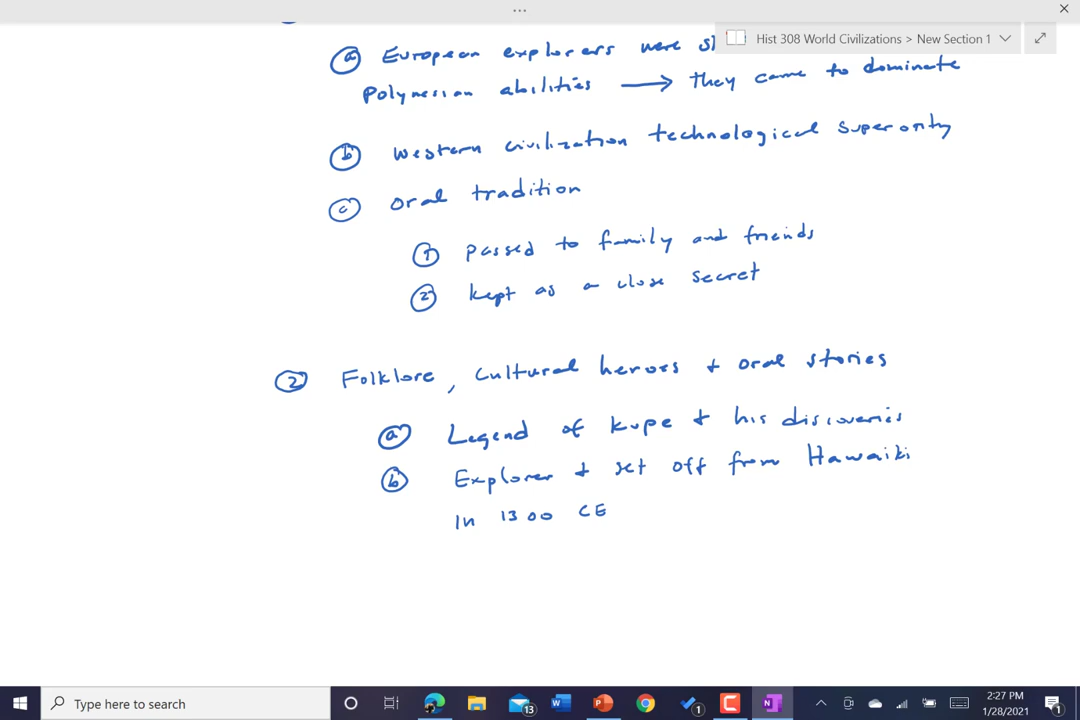 Hist 308 World Civilizations > New Section 1
a European explorers were
Polynesian abilities → they came to dominate
b Western civilization technological superiority
c Oral tradition
1 passed to family and friends
2 kept as a close secret
2 Folklore, cultural heroes + oral stories
a Legend of Kupe + his discoveries
b Explorer + set off from Hawaiki
In 1300 CE
Type here to search
13
1
2:27 PM
1/28/2021
1